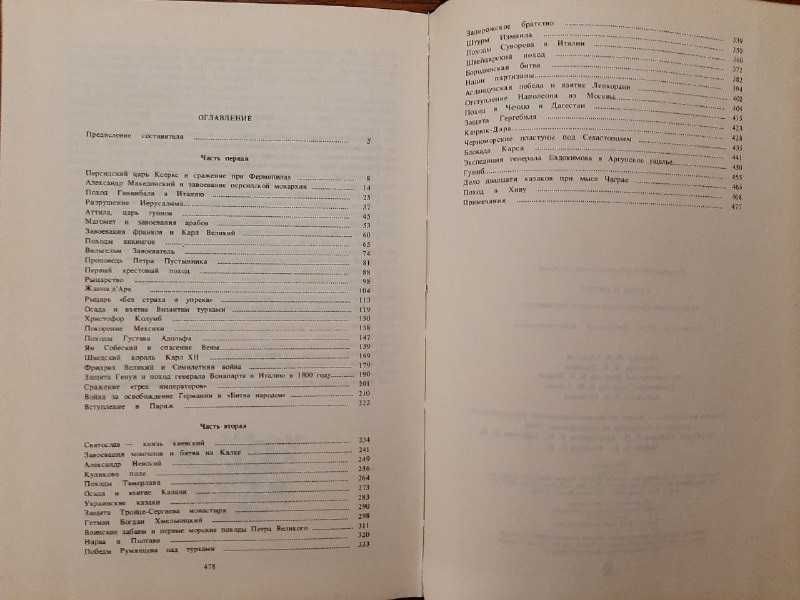 ОГЛАВЛЕНИЕ
Предисловие составителя 5
Часть первая
Персидский царь Ксеркс и сражение при Фермопилах 8
Александр Македонский и завоевание персидской монархии 14
Поход Ганнибала в Италию 25
Разрушение Иерусалима 37
Аттила, царь гуннов 45
Магомет и завоевания арабов 53
Завоевания франков и Карл Великий 60
Походы викингов 65
Вильгельм Завоеватель 74
Проповедь Петра Пустынника 81
Первый крестовый поход 88
Рыцарство 98
Жанна д'Арк 104
Рыцарь «без страха и упрека» 113
Осада и взятие Византии турками 119
Христофор Колумб 130
Покорение Мексики 138
Походы Густава Адольфа 147
Ян Собеский и спасение Вены 159
Шведский король Карл XII 169
Фридрих Великий и Семилетняя война 179
Защита Генуи и поход генерала Бонапарта в Италию в 1800 году 190
Сражение «трех императоров» 201
Война за освобождение Германии и «Битва народов» 210
Вступление в Париж 222
Часть вторая
Святослав — князь киевский 234
Завоевания монголов и битва на Калке 241
Александр Невский 249
Куликово поле 256
Походы Тамерлана 264
Осада и взятие Казани 273
Украинские казаки 283
Защита Троице-Сергиева монастыря 290
Гетман Богдан Хмельницкий 298
Воинские забавы и первые морские походы Петра Великого 311
Нарва и Полтава 320
Победы Румянцева над турками 333
478
Запорожское братство 339
Штурм Измаила 350
Походы Суворова в Италии 360
Швейцарский поход 372
Бородинская битва 382
Наши партизаны 394
Асландузская победа и взятие Ленкорани 402
Отступление Наполеона из Москвы 408
Поход в Чечню и Дагестан 415
Защита Гергебиля 423
Кюрюк-Дара 428
Черноморские пластуны под Севастополем 435
Блокада Карса 441
Экспедиция генерала Евдокимова в Аргунское ущелье 450
Гуниб 455
Дело двадцати казаков при мысе Чаграе 463
Поход в Хиву 468
Примечания 477